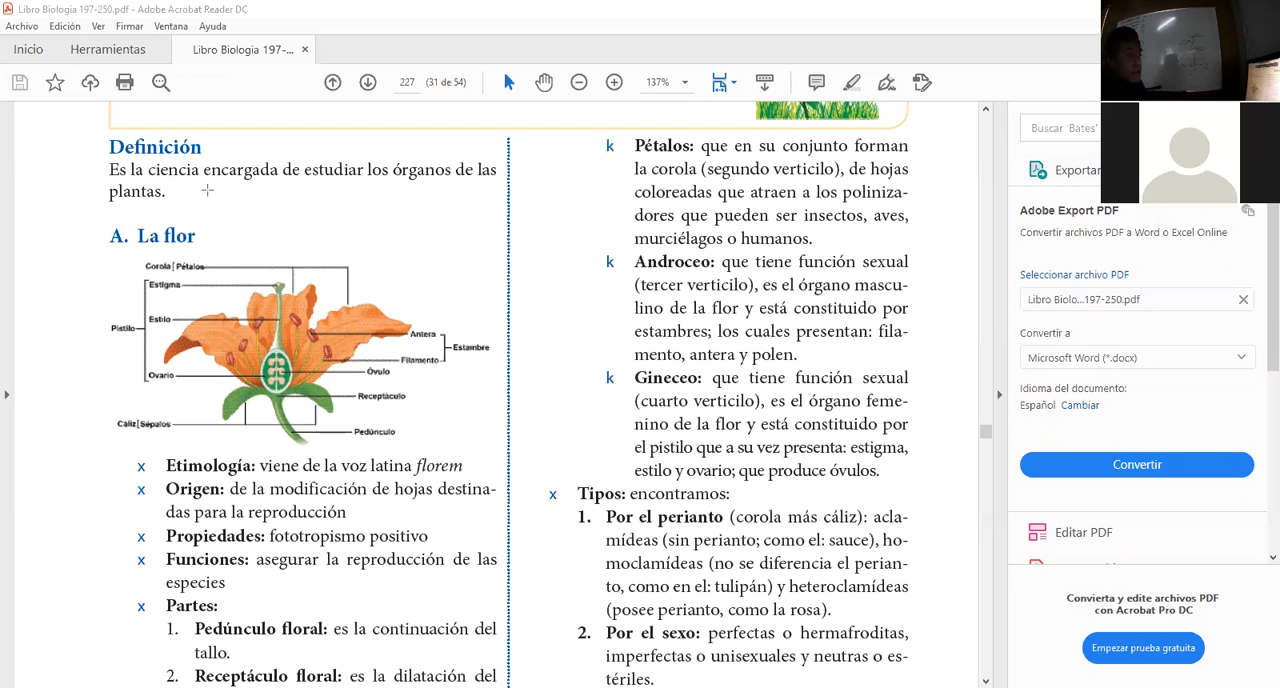 Libro Biologia 197-250.pdf - Adobe Acrobat Reader DC
Archivo Edición Ver Firmar Ventana Ayuda
Inicio Herramientas Libro Biologia 197-... ×
227 (31 de 54) 137%
Definición
Es la ciencia encargada de estudiar los órganos de las
plantas.
A. La flor
Corola Pétalos
Estigma
Estilo
Pistilo
Antera
Estambre
Filamento
Ovario
Óvulo
Receptáculo
Cáliz Sépalos
Pedúnculo
x Etimología: viene de la voz latina florem
x Origen: de la modificación de hojas destina-
das para la reproducción
x Propiedades: fototropismo positivo
x Funciones: asegurar la reproducción de las
especies
x Partes:
1. Pedúnculo floral: es la continuación del
tallo.
2. Receptáculo floral: es la dilatación del
k Pétalos: que en su conjunto forman
la corola (segundo verticilo), de hojas
coloreadas que atraen a los poliniza-
dores que pueden ser insectos, aves,
murciélagos o humanos.
k Androceo: que tiene función sexual
(tercer verticilo), es el órgano mascu-
lino de la flor y está constituido por
estambres; los cuales presentan: fila-
mento, antera y polen.
k Gineceo: que tiene función sexual
(cuarto verticilo), es el órgano feme-
nino de la flor y está constituido por
el pistilo que a su vez presenta: estigma,
estilo y ovario; que produce óvulos.
x Tipos: encontramos:
1. Por el perianto (corola más cáliz): acla-
mídeas (sin perianto; como el: sauce), ho-
moclamídeas (no se diferencia el perian-
to, como en el: tulipán) y heteroclamídeas
(posee perianto, como la rosa).
2. Por el sexo: perfectas o hermafroditas,
imperfectas o unisexuales y neutras o es-
tériles.
Buscar 'Bates'
Exportar
Adobe Export PDF
Convertir archivos PDF a Word o Excel Online
Seleccionar archivo PDF
Libro Biolo...197-250.pdf
Convertir a
Microsoft Word (*.docx)
Idioma del documento:
Español Cambiar
Convertir
Editar PDF
Convierta y edite archivos PDF
con Acrobat Pro DC
Empezar prueba gratuita